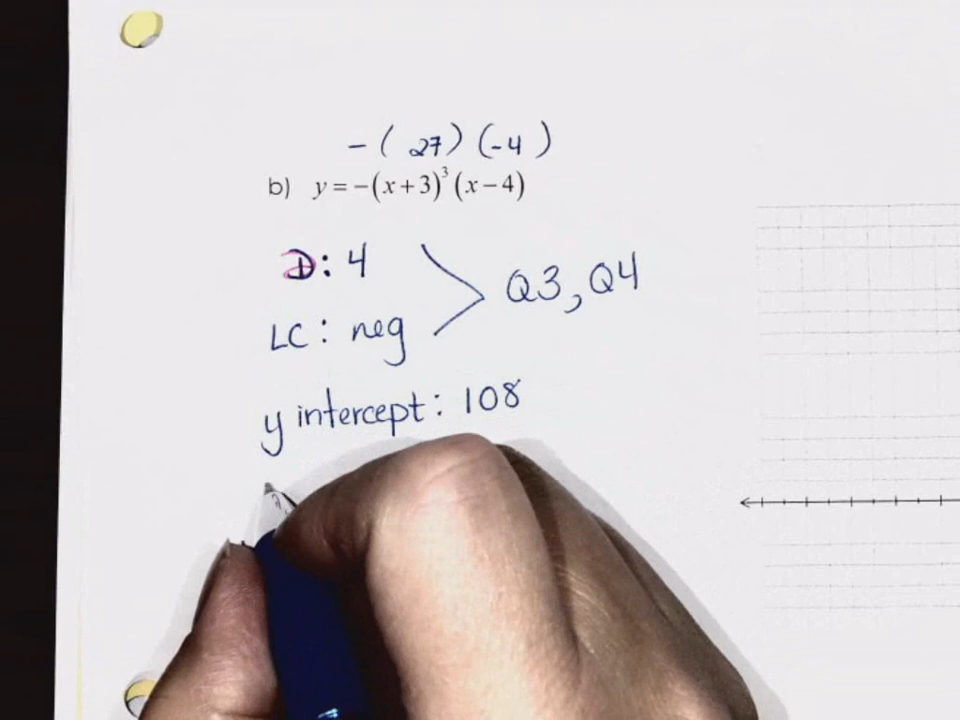 -( 27) (-4 )
b) y = -(x+3)³(x-4)
D: 4
LC: neg
Q3, Q4
y intercept: 108